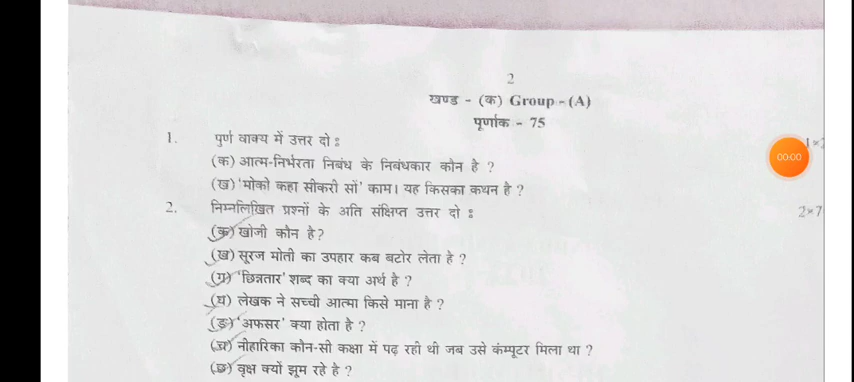 2
खण्ड - (क) Group - (A)
पूर्णांक - 75
1. पुर्ण वाक्य में उत्तर दो :
(क) आत्म-निर्भरता निबंध के निबंधकार कौन है ?
(ख) 'मोको कहा सीकरी सों' काम। यह किसका कथन है ?
2. निम्नलिखित प्रश्नों के अति संक्षिप्त उत्तर दो : 2×7
(क) खोजी कौन है?
(ख) सूरज मोती का उपहार कब बटोर लेता है ?
(ग) 'छिन्नतार' शब्द का क्या अर्थ है ?
(घ) लेखक ने सच्ची आत्मा किसे माना है ?
(ङ) 'अफसर' क्या होता है ?
(च) नीहारिका कौन-सी कक्षा में पढ़ रही थी जब उसे कंम्पूटर मिला था ?
(छ) वृक्ष क्यों झूम रहे है ?
00:00